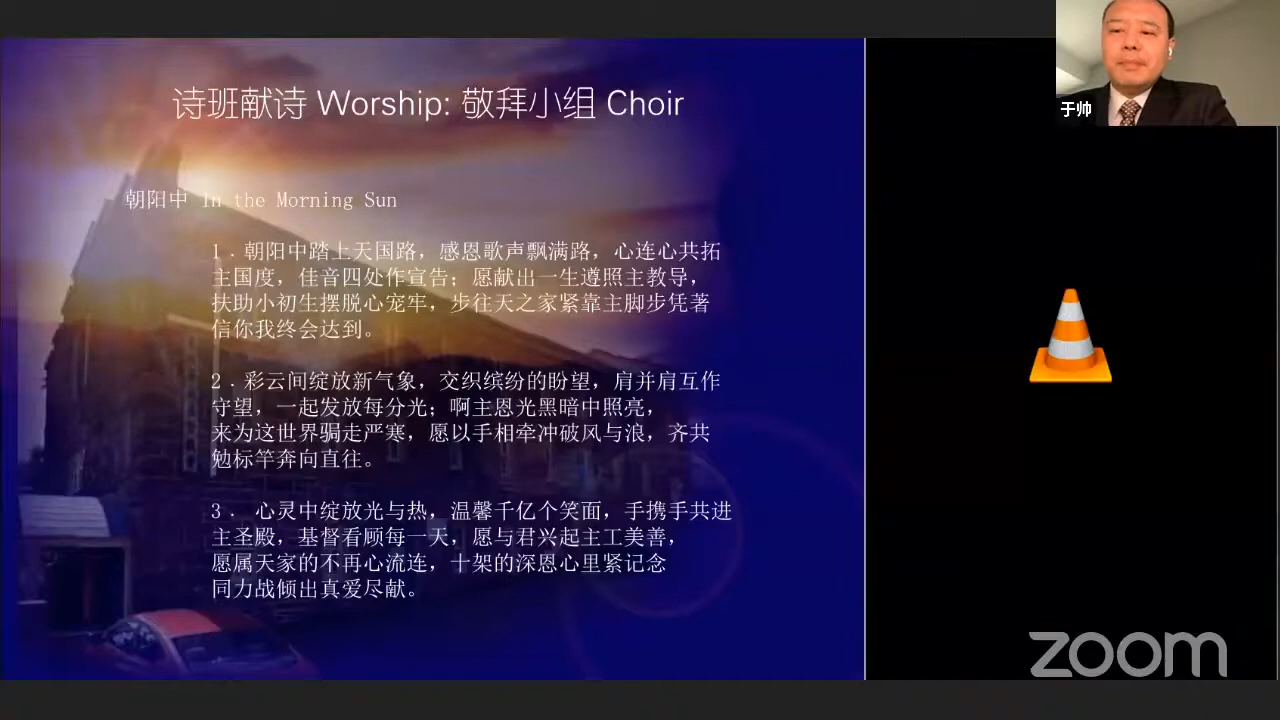 诗班献诗 Worship: 敬拜小组 Choir
于帅
朝阳中 In the Morning Sun
1．朝阳中踏上天国路，感恩歌声飘满路，心连心共拓
主国度，佳音四处作宣告；愿献出一生遵照主教导，
扶助小初生摆脱心宠牢，步往天之家紧靠主脚步凭著
信你我终会达到。
2．彩云间绽放新气象，交织缤纷的盼望，肩并肩互作
守望，一起发放每分光；啊主恩光黑暗中照亮，
来为这世界驱走严寒，愿以手相牵冲破风与浪，齐共
勉标竿奔向直往。
3． 心灵中绽放光与热，温馨千亿个笑面，手携手共进
主圣殿，基督看顾每一天，愿与君兴起主工美善，
愿属天家的不再心流连，十架的深恩心里紧记念
同力战倾出真爱尽献。
zoom